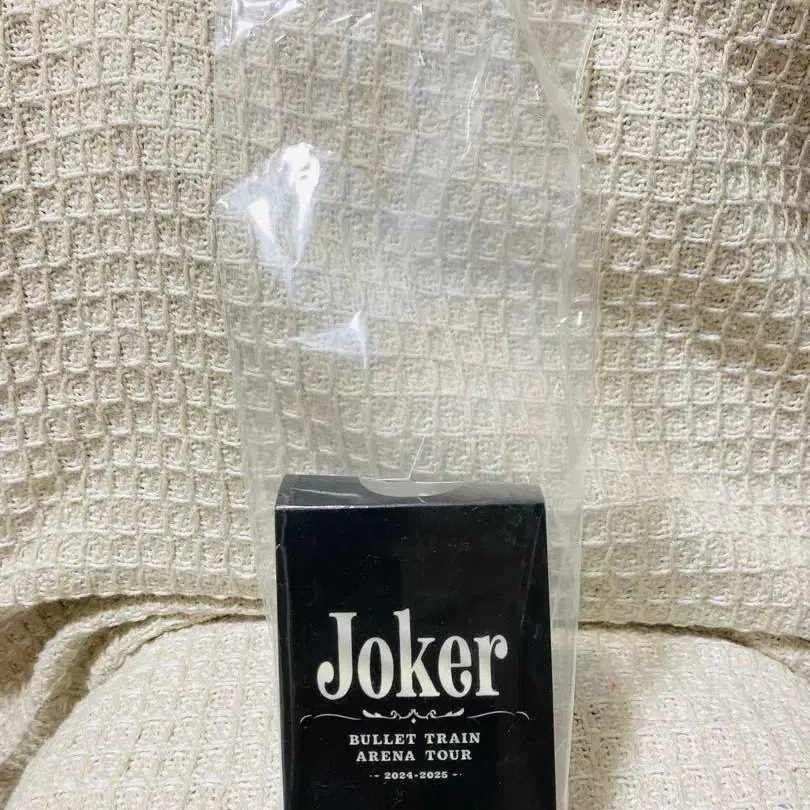 Joker
BULLET TRAIN
ARENA TOUR
2024-2025